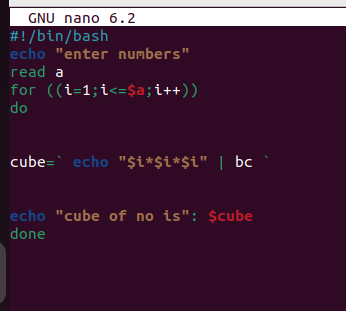 GNU nano 6.2
#!/bin/bash
echo "enter numbers"
read a
for ((i=1;i<=$a;i++))
do
cube=` echo "$i*$i*$i" | bc `
echo "cube of no is": $cube
done